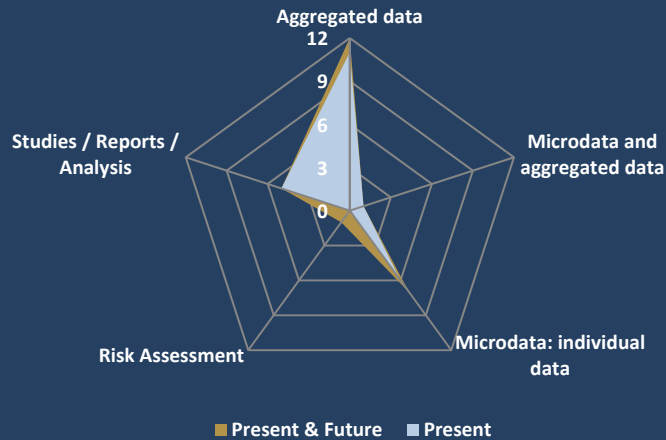 Aggregated data
12
9
6
3
0
Studies / Reports /
Analysis
Microdata and
aggregated data
Risk Assessment
Microdata: individual
data
Present & Future
Present